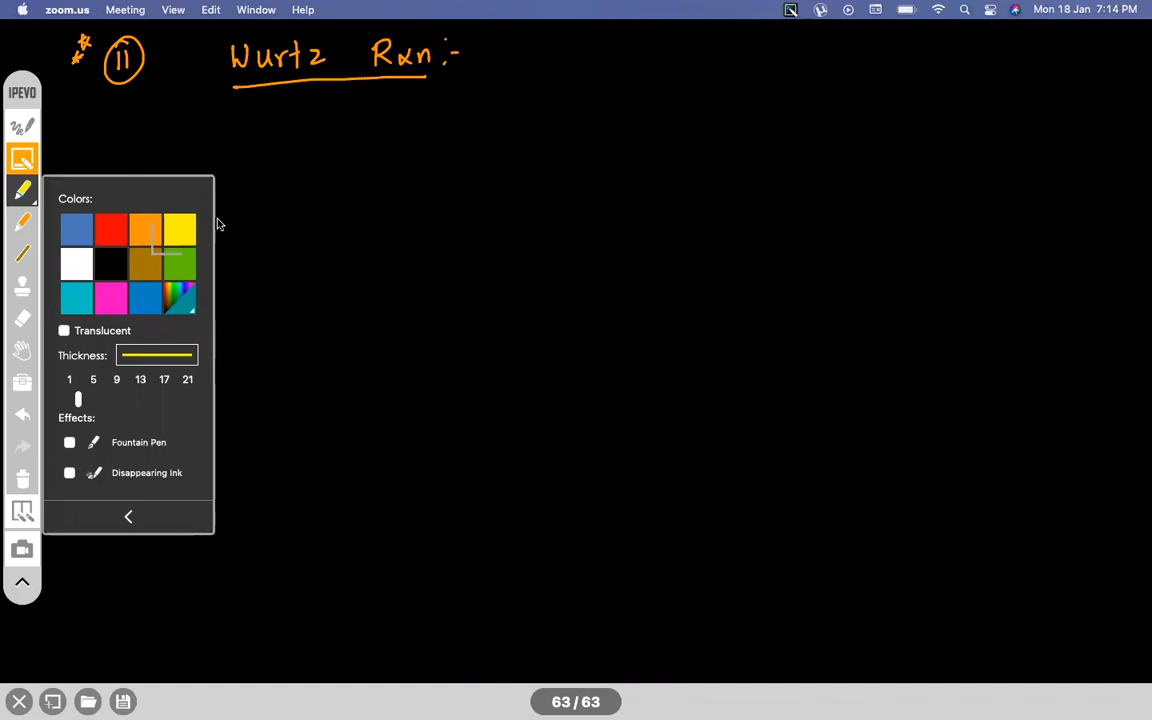 zoom.us Meeting View Edit Window Help Mon 18 Jan 7:14 PM
** 11 Wurtz Rxn :-
IPEVO
Colors:
Translucent
Thickness:
1 5 9 13 17 21
Effects:
Fountain Pen
Disappearing Ink
63/63